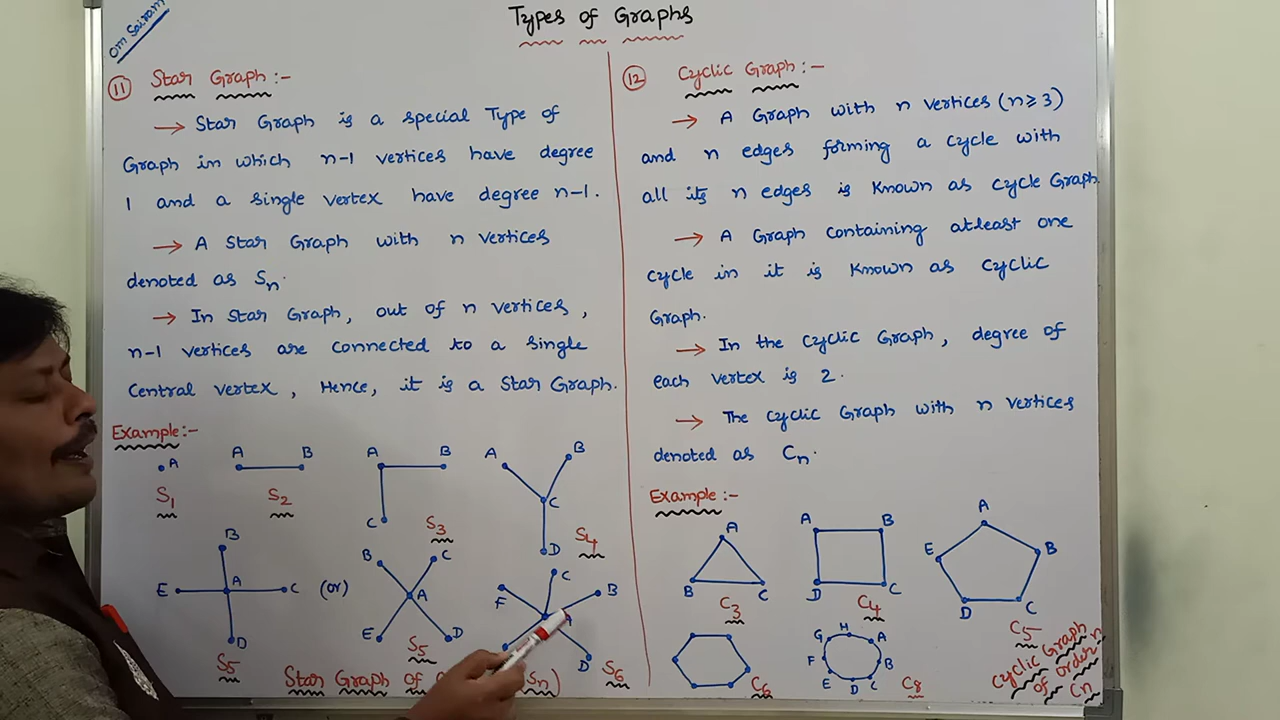 Om Sairam
Types of Graphs
11 Star Graph :-
→ Star Graph is a special Type of
Graph in which n-1 vertices have degree
1 and a single vertex have degree n-1.
→ A Star Graph with n vertices
denoted as Sn.
→ In Star Graph, out of n vertices,
n-1 vertices are connected to a single
Central vertex, Hence, it is a Star Graph.
Example:-
A
S1
A B
S2
A B
C
S3
A B
C
D
S4
B
E A C
D
S5
(or)
B C
A
E D
S5
C
F B
A
D
S6
Star Graph of
Sn)
12 Cyclic Graph :-
→ A Graph with n vertices (n≥3)
and n edges forming a cycle with
all its n edges is known as cycle Graph.
→ A Graph containing atleast one
cycle in it is known as cyclic
Graph.
→ In the cyclic Graph, degree of
each vertex is 2.
→ The cyclic Graph with n vertices
denoted as Cn.
Example :-
A
B C
C3
A B
D C
C4
A
E B
D C
C5
C6
H
G A
F B
E D C
C8
Cyclic Graph
of order n
Cn